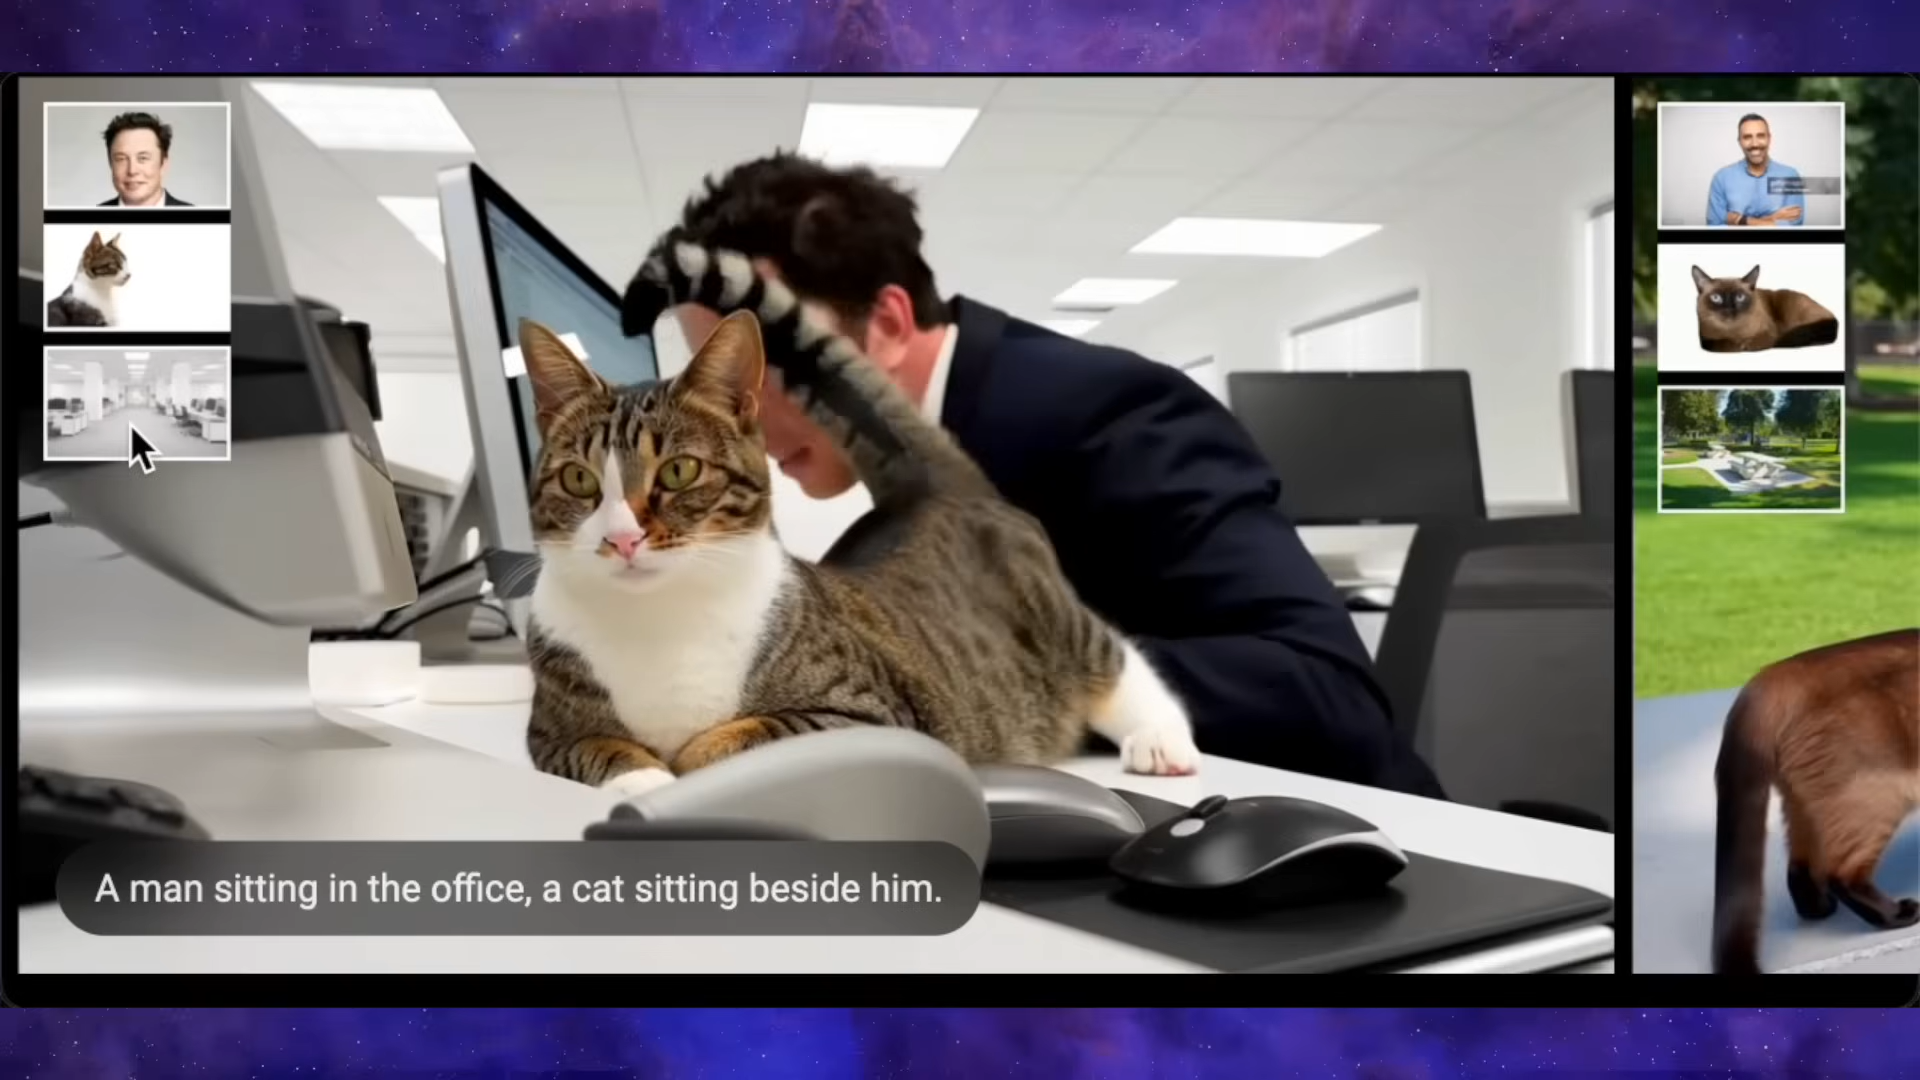 A man sitting in the office, a cat sitting beside him.